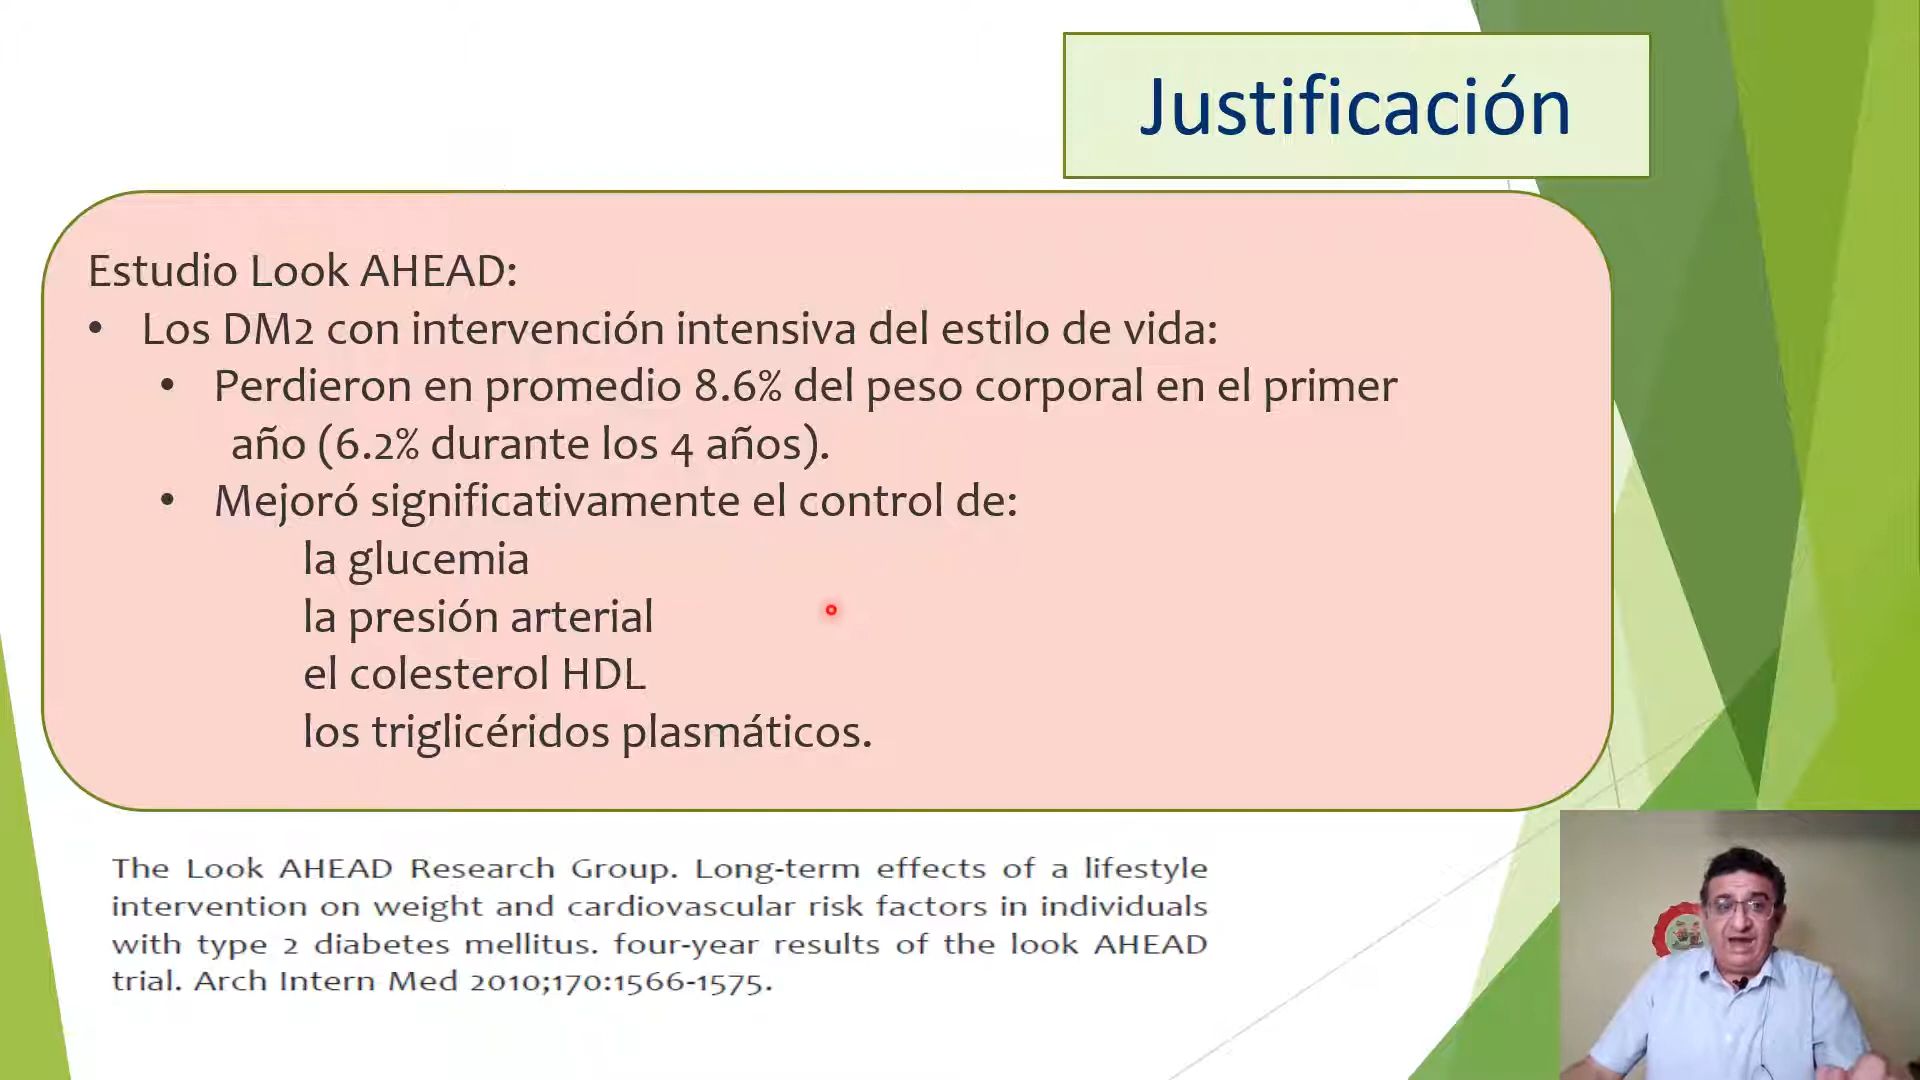 Justificación
Estudio Look AHEAD:
• Los DM2 con intervención intensiva del estilo de vida:
• Perdieron en promedio 8.6% del peso corporal en el primer
año (6.2% durante los 4 años).
• Mejoró significativamente el control de:
la glucemia
la presión arterial
el colesterol HDL
los triglicéridos plasmáticos.
The Look AHEAD Research Group. Long-term effects of a lifestyle
intervention on weight and cardiovascular risk factors in individuals
with type 2 diabetes mellitus. four-year results of the look AHEAD
trial. Arch Intern Med 2010;170:1566-1575.